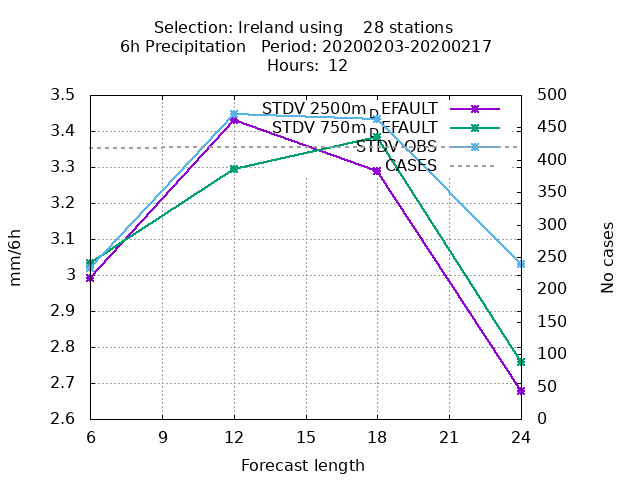 Selection: Ireland using    28 stations
6h Precipitation   Period: 20200203-20200217
Hours: 12
3.5
3.4
3.3
3.2
3.1
3
2.9
2.8
2.7
2.6
500
450
400
350
300
250
200
150
100
50
0
mm/6h
No cases
STDV 2500m_DEFAULT
STDV 750m_DEFAULT
STDV OBS
CASES
6 9 12 15 18 21 24
Forecast length